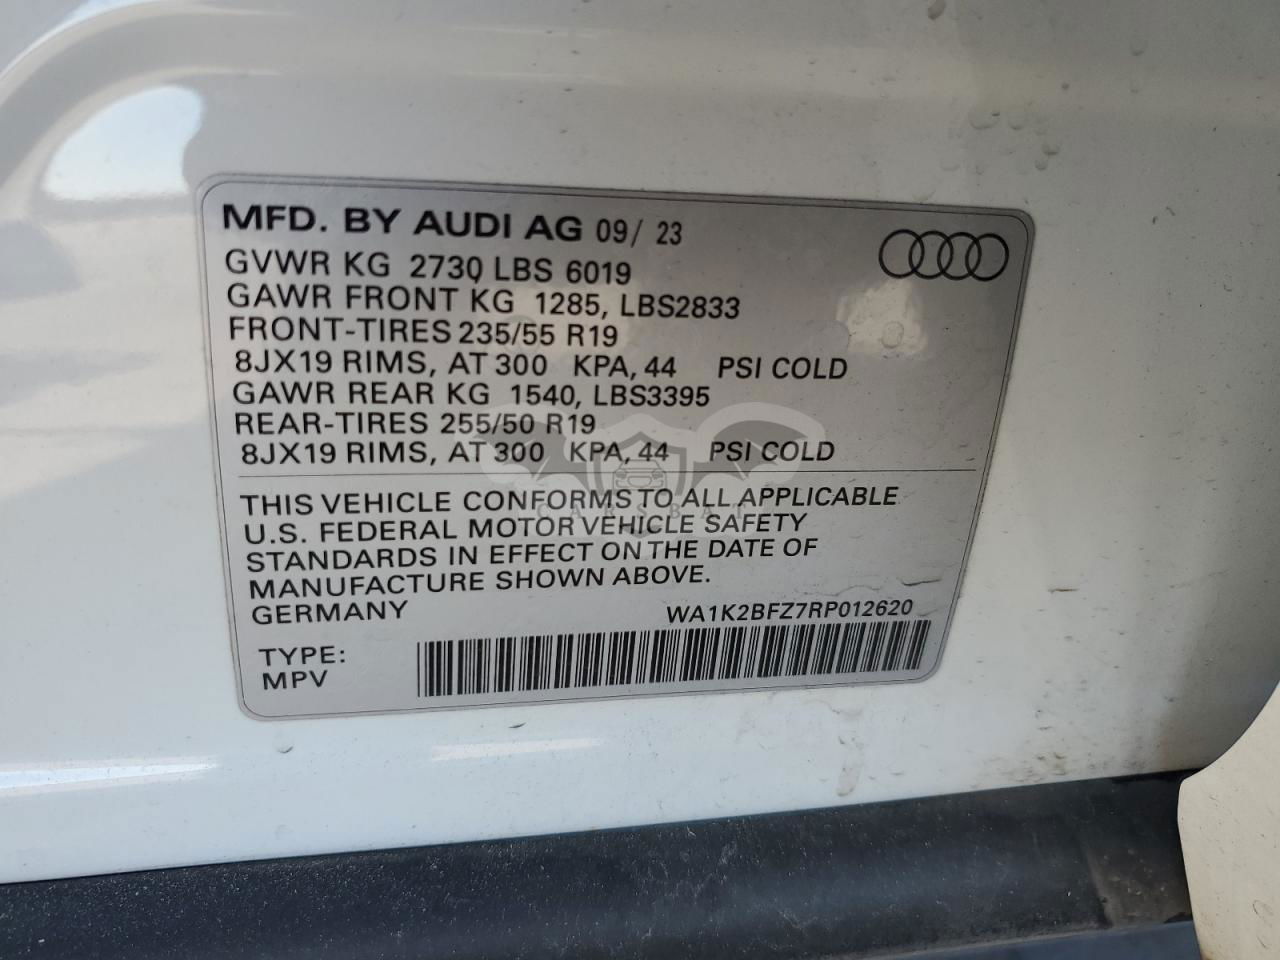 MFD. BY AUDI AG 09/ 23
GVWR KG 2730 LBS 6019
GAWR FRONT KG 1285, LBS2833
FRONT-TIRES 235/55 R19
8JX19 RIMS, AT 300 KPA, 44 PSI COLD
GAWR REAR KG 1540, LBS3395
REAR-TIRES 255/50 R19
8JX19 RIMS, AT 300 KPA, 44 PSI COLD
THIS VEHICLE CONFORMS TO ALL APPLICABLE
U.S. FEDERAL MOTOR VEHICLE SAFETY
STANDARDS IN EFFECT ON THE DATE OF
MANUFACTURE SHOWN ABOVE.
GERMANY WA1K2BFZ7RP012620
TYPE:
MPV
CARSBAT